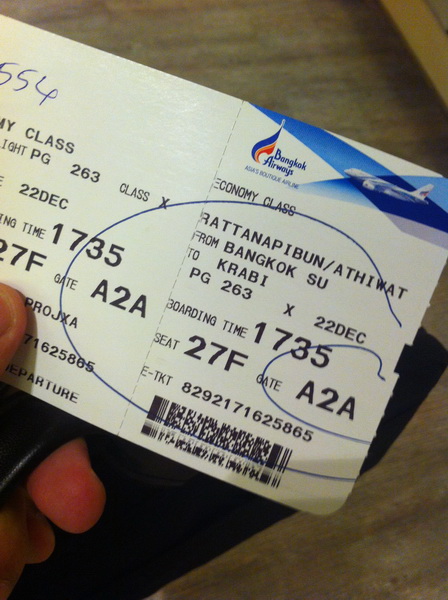 554
MY CLASS
LIGHT PG 263 CLASS X
22DEC
NG TIME 1735
27F GATE A2A
PROJXA
71625865
EPARTURE
Bangkok
Airways
ASIA'S BOUTIQUE AIRLINE
ECONOMY CLASS
RATTANAPIBUN/ATHIWAT
FROM BANGKOK SU
TO KRABI
PG 263 X 22DEC
BOARDING TIME 1735
SEAT 27F GATE A2A
E-TKT 8292171625865